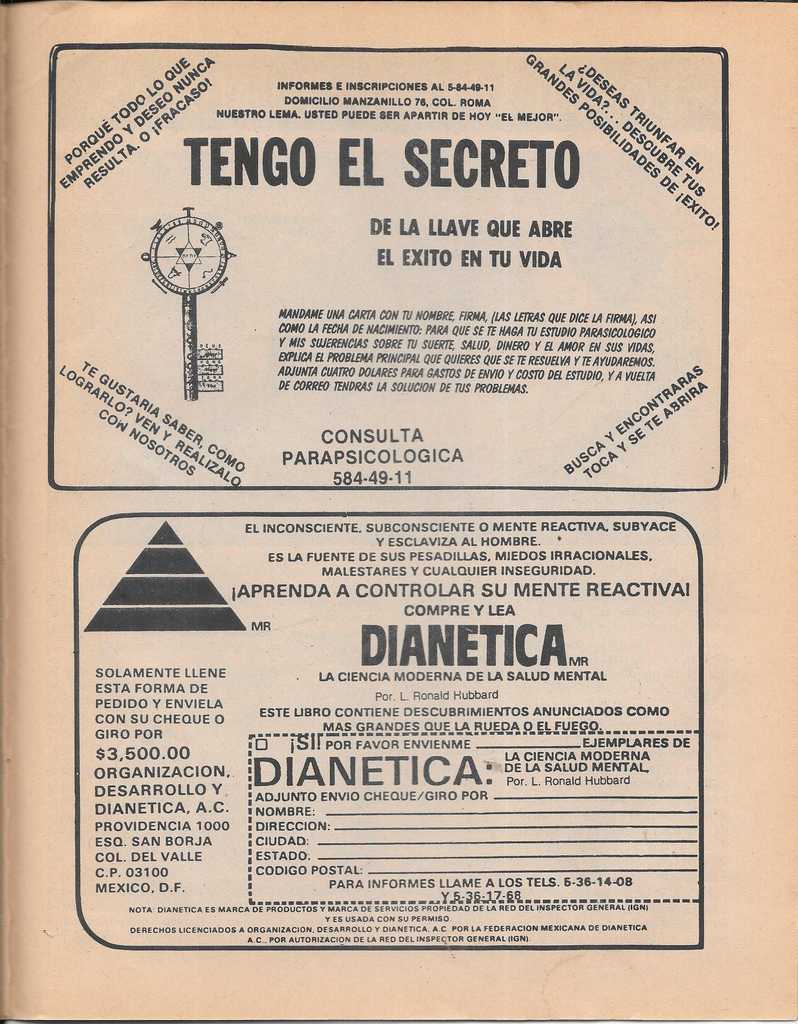 PORQUE TODO LO QUE
EMPRENDO Y DESEO NUNCA
RESULTA. O ¡FRACASO!
INFORMES E INSCRIPCIONES AL 5-84-49-11
DOMICILIO MANZANILLO 76, COL. ROMA
NUESTRO LEMA. USTED PUEDE SER APARTIR DE HOY "EL MEJOR".
¿DESEAS TRIUNFAR EN
LA VIDA?... DESCUBRE TUS
GRANDES POSIBILIDADES DE ¡EXITO!
TENGO EL SECRETO
DE LA LLAVE QUE ABRE
EL EXITO EN TU VIDA
MANDAME UNA CARTA CON TU NOMBRE, FIRMA, (LAS LETRAS QUE DICE LA FIRMA), ASI
COMO LA FECHA DE NACIMIENTO: PARA QUE SE TE HAGA TU ESTUDIO PARASICOLOGICO
Y MIS SUJERENCIAS SOBRE TU SUERTE, SALUD, DINERO Y EL AMOR EN SUS VIDAS,
EXPLICA EL PROBLEMA PRINCIPAL QUE QUIERES QUE SE TE RESUELVA Y TE AYUDAREMOS.
ADJUNTA CUATRO DOLARES PARA GASTOS DE ENVIO Y COSTO DEL ESTUDIO, Y A VUELTA
DE CORREO TENDRAS LA SOLUCION DE TUS PROBLEMAS.
TE GUSTARIA SABER, COMO
LOGRARLO? VEN Y REALIZALO
CON NOSOTROS
CONSULTA
PARAPSICOLOGICA
584-49-11
BUSCA Y ENCONTRARAS
TOCA Y SE TE ABRIRA
EL INCONSCIENTE, SUBCONSCIENTE O MENTE REACTIVA, SUBYACE
Y ESCLAVIZA AL HOMBRE.
ES LA FUENTE DE SUS PESADILLAS, MIEDOS IRRACIONALES,
MALESTARES Y CUALQUIER INSEGURIDAD.
¡APRENDA A CONTROLAR SU MENTE REACTIVA!
MR
COMPRE Y LEA
DIANETICA MR
LA CIENCIA MODERNA DE LA SALUD MENTAL
Por. L. Ronald Hubbard
ESTE LIBRO CONTIENE DESCUBRIMIENTOS ANUNCIADOS COMO
MAS GRANDES QUE LA RUEDA O EL FUEGO.
SOLAMENTE LLENE
ESTA FORMA DE
PEDIDO Y ENVIELA
CON SU CHEQUE O
GIRO POR
$3,500.00
ORGANIZACION,
DESARROLLO Y
DIANETICA, A.C.
PROVIDENCIA 1000
ESQ. SAN BORJA
COL. DEL VALLE
C.P. 03100
MEXICO, D.F.
¡SI! POR FAVOR ENVIENME EJEMPLARES DE
DIANETICA: LA CIENCIA MODERNA
DE LA SALUD MENTAL,
Por. L. Ronald Hubbard
ADJUNTO ENVIO CHEQUE/GIRO POR
NOMBRE:
DIRECCION:
CIUDAD:
ESTADO:
CODIGO POSTAL:
PARA INFORMES LLAME A LOS TELS. 5-36-14-08
Y 5-36-17-68
NOTA: DIANETICA ES MARCA DE PRODUCTOS Y MARCA DE SERVICIOS PROPIEDAD DE LA RED DEL INSPECTOR GENERAL (IGN)
Y ES USADA CON SU PERMISO.
DERECHOS LICENCIADOS A ORGANIZACION, DESARROLLO Y DIANETICA, A.C. POR LA FEDERACION MEXICANA DE DIANETICA
A.C., POR AUTORIZACION DE LA RED DEL INSPECTOR GENERAL (IGN).